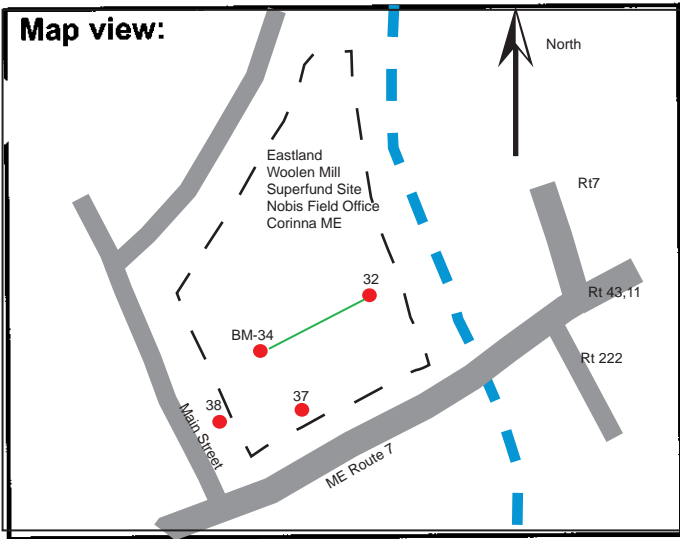 Map view:
North
Eastland
Woolen Mill
Superfund Site
Nobis Field Office
Corinna ME
Rt7
32
Rt 43,11
BM-34
Rt 222
37
38
Main Street
ME Route 7